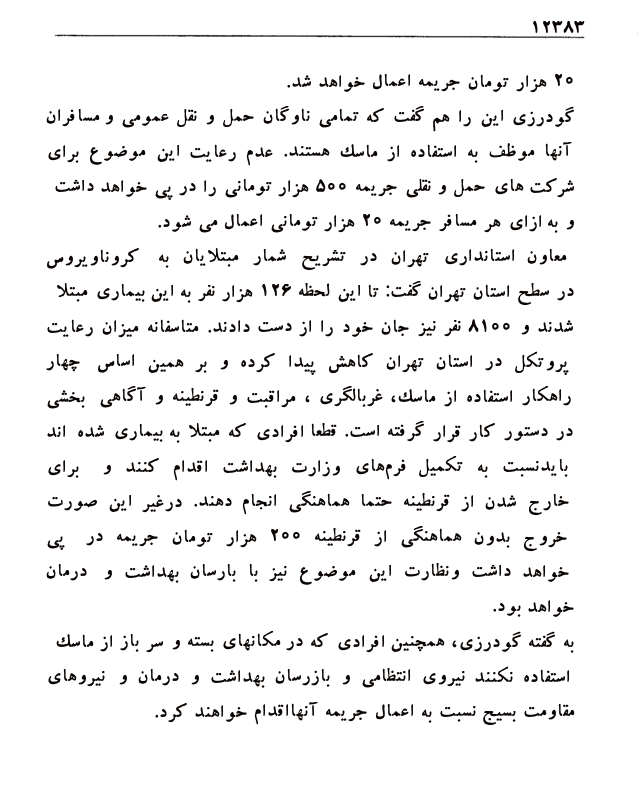 ۱۲۳۸۳
۲۰ هزار تومان جریمه اعمال خواهد شد.
گودرزی این را هم گفت که تمامی ناوگان حمل و نقل عمومی و مسافران
آنها موظف به استفاده از ماسك هستند. عدم رعایت این موضوع برای
شرکت های حمل و نقلی جریمه ۵۰۰ هزار تومانی را در پی خواهد داشت
و به ازای هر مسافر جریمه ۲۰ هزار تومانی اعمال می شود.
معاون استانداری تهران در تشریح شمار مبتلایان به کروناویروس
در سطح استان تهران گفت: تا این لحظه ۱۲۶ هزار نفر به این بیماری مبتلا
شدند و ۸۱۰۰ نفر نیز جان خود را از دست دادند. متاسفانه میزان رعایت
پروتکل در استان تهران کاهش پیدا کرده و بر همین اساس چهار
راهکار استفاده از ماسك، غربالگری ، مراقبت و قرنطینه و آگاهی بخشی
در دستور کار قرار گرفته است. قطعا افرادی که مبتلا به بیماری شده اند
بایدنسبت به تکمیل فرم‌های وزارت بهداشت اقدام کنند و برای
خارج شدن از قرنطینه حتما هماهنگی انجام دهند. درغیر این صورت
خروج بدون هماهنگی از قرنطینه ۲۰۰ هزار تومان جریمه در پی
خواهد داشت ونظارت این موضوع نیز با بارسان بهداشت و درمان
خواهد بود.
به گفته گودرزی، همچنین افرادی که در مکانهای بسته و سر باز از ماسك
استفاده نکنند نیروی انتظامی و بازرسان بهداشت و درمان و نیروهای
مقاومت بسیج نسبت به اعمال جریمه آنهااقدام خواهند کرد.